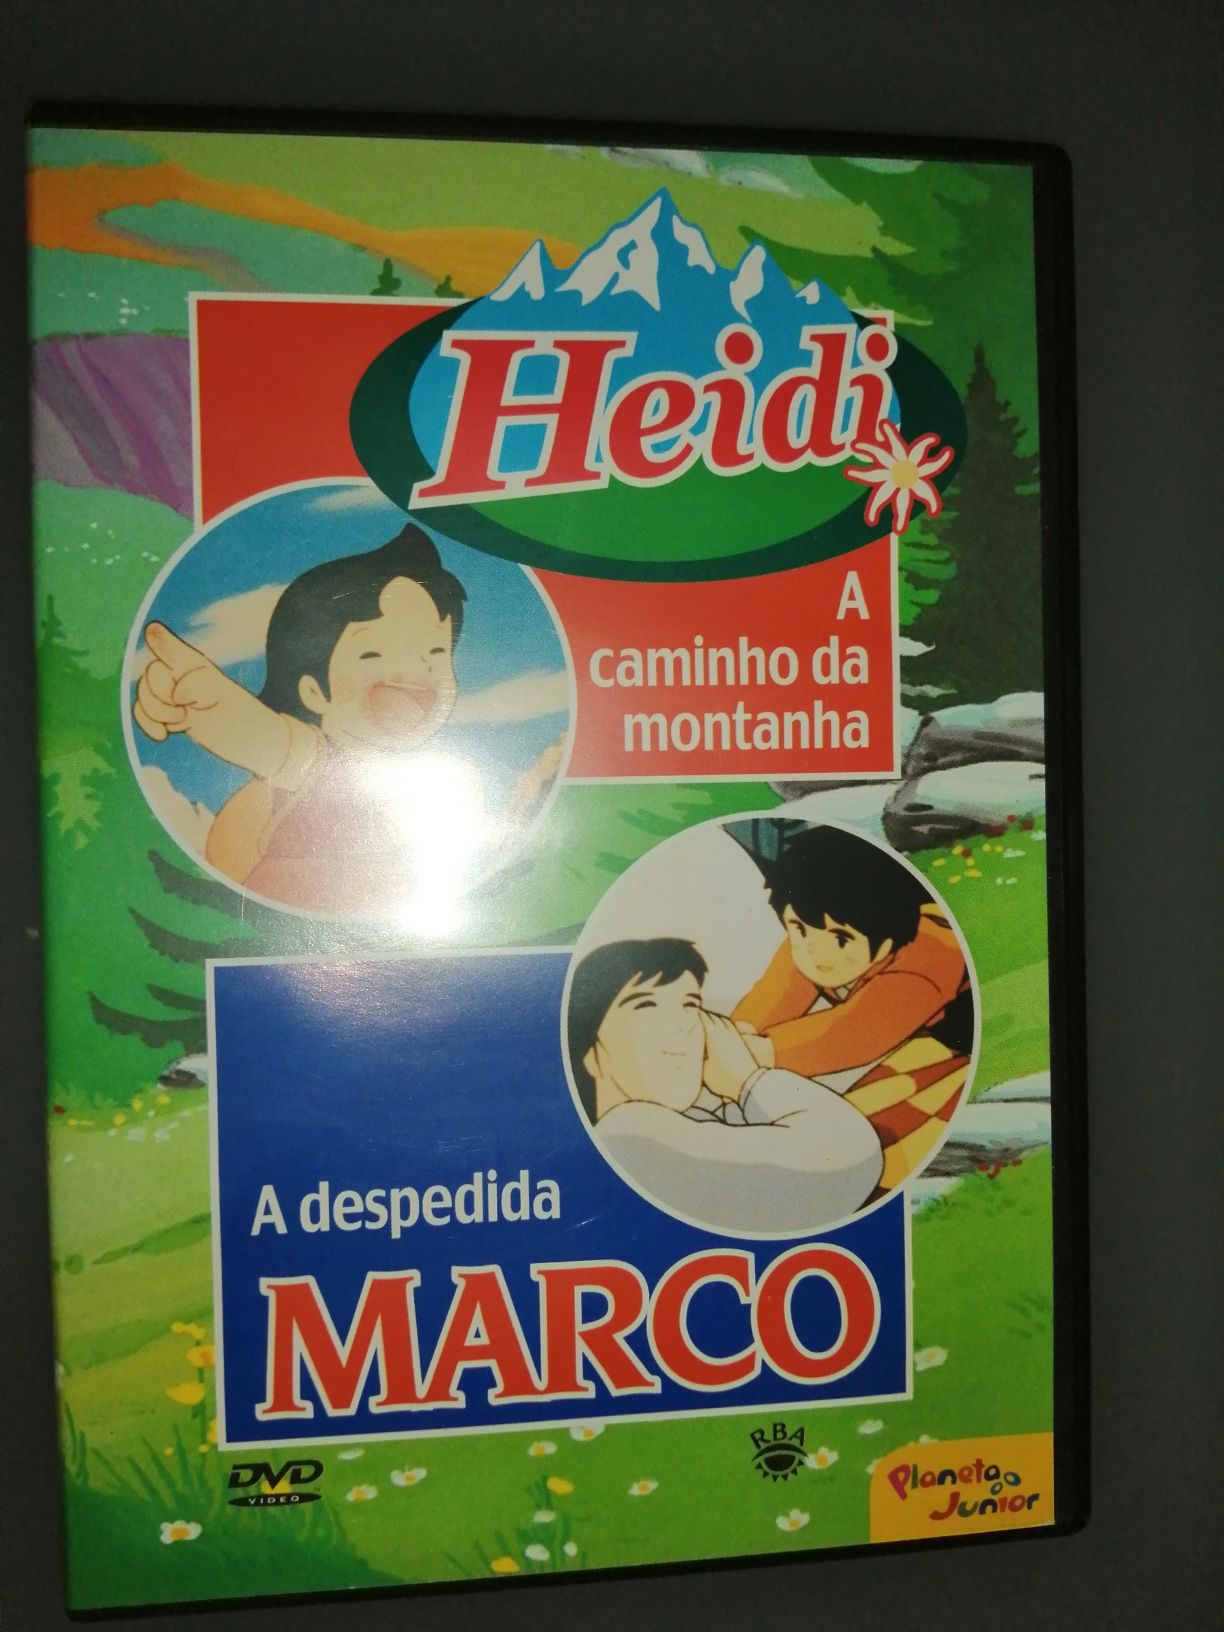 Heidi
A
caminho da
montanha
A despedida
MARCO
DVD
VIDEO
RBA
Planeta
Junior